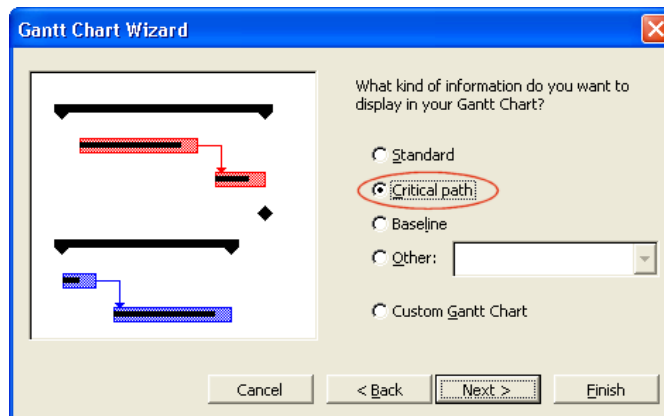 Gantt Chart Wizard
What kind of information do you want to
display in your Gantt Chart?
Standard
Critical path
Baseline
Other:
Custom Gantt Chart
Cancel
< Back
Next >
Finish